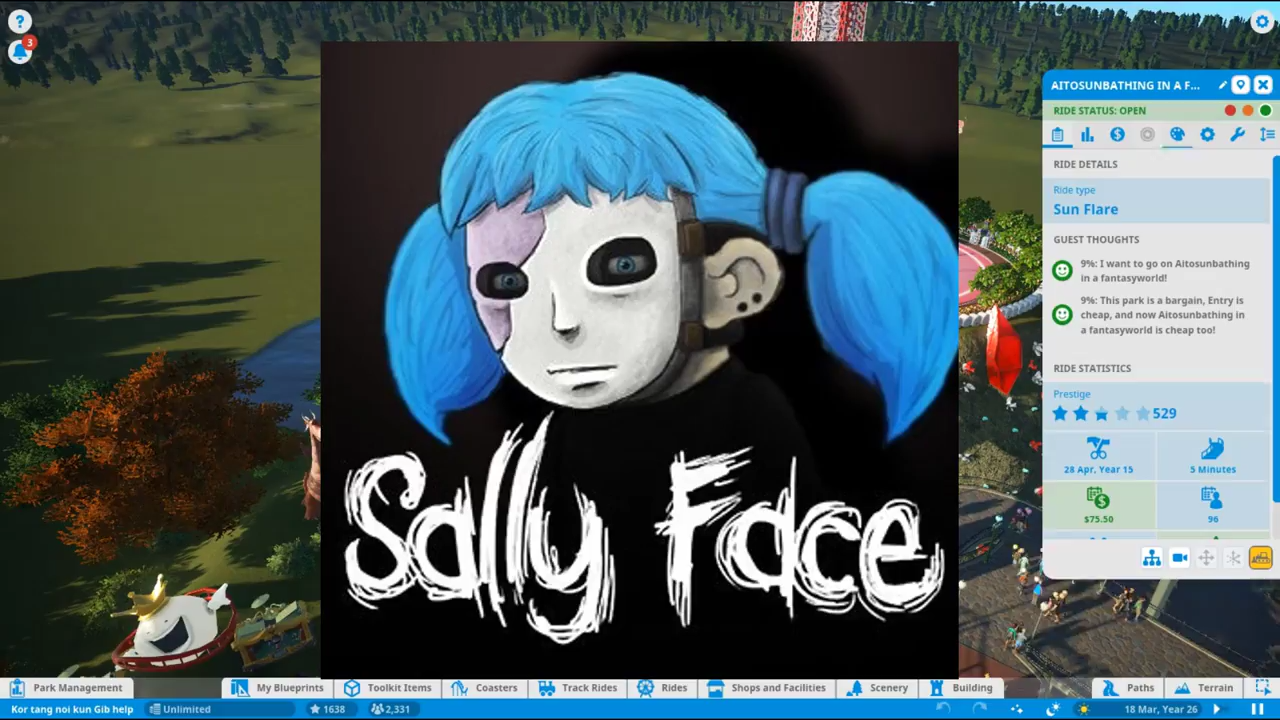 3
AITOSUNBATHING IN A F...
RIDE STATUS: OPEN
RIDE DETAILS
Ride type
Sun Flare
GUEST THOUGHTS
9%: I want to go on Aitosunbathing
in a fantasyworld!
9%: This park is a bargain, Entry is
cheap, and now Aitosunbathing in
a fantasyworld is cheap too!
RIDE STATISTICS
Prestige
529
28 Apr, Year 15
5 Minutes
$75.50
96
Sally Face
Park Management
My Blueprints
Toolkit Items
Coasters
Track Rides
Rides
Shops and Facilities
Scenery
Building
Paths
Terrain
Kor tang noi kun Gib help
Unlimited
1638
2,331
18 Mar, Year 26